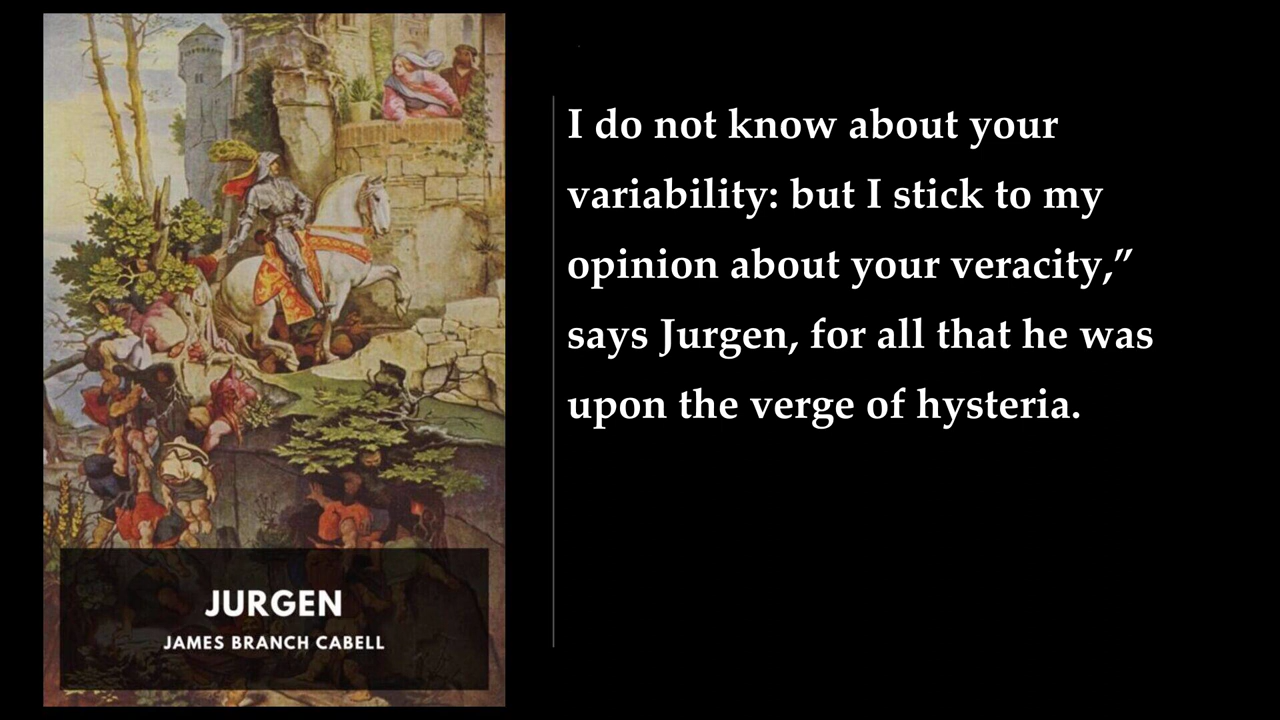 I do not know about your
variability: but I stick to my
opinion about your veracity,”
says Jurgen, for all that he was
upon the verge of hysteria.
JURGEN
JAMES BRANCH CABELL